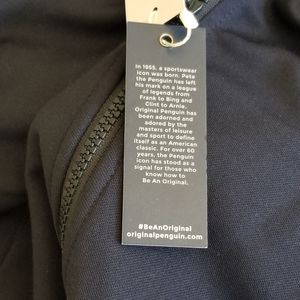 In 1955, a sportswear
icon was born. Pete
the Penguin has left
his mark on a league
of legends from
Frank to Bing and
Clint to Arnie,
Original Penguin has
been adorned and
adored by the
masters of leisure
and sport to define
itself as an American
classic. For over 60
years, the Penguin
icon has stood as a
signal for those who
know how to
Be An Original.
#BeAnOriginal
originalpenguin.com